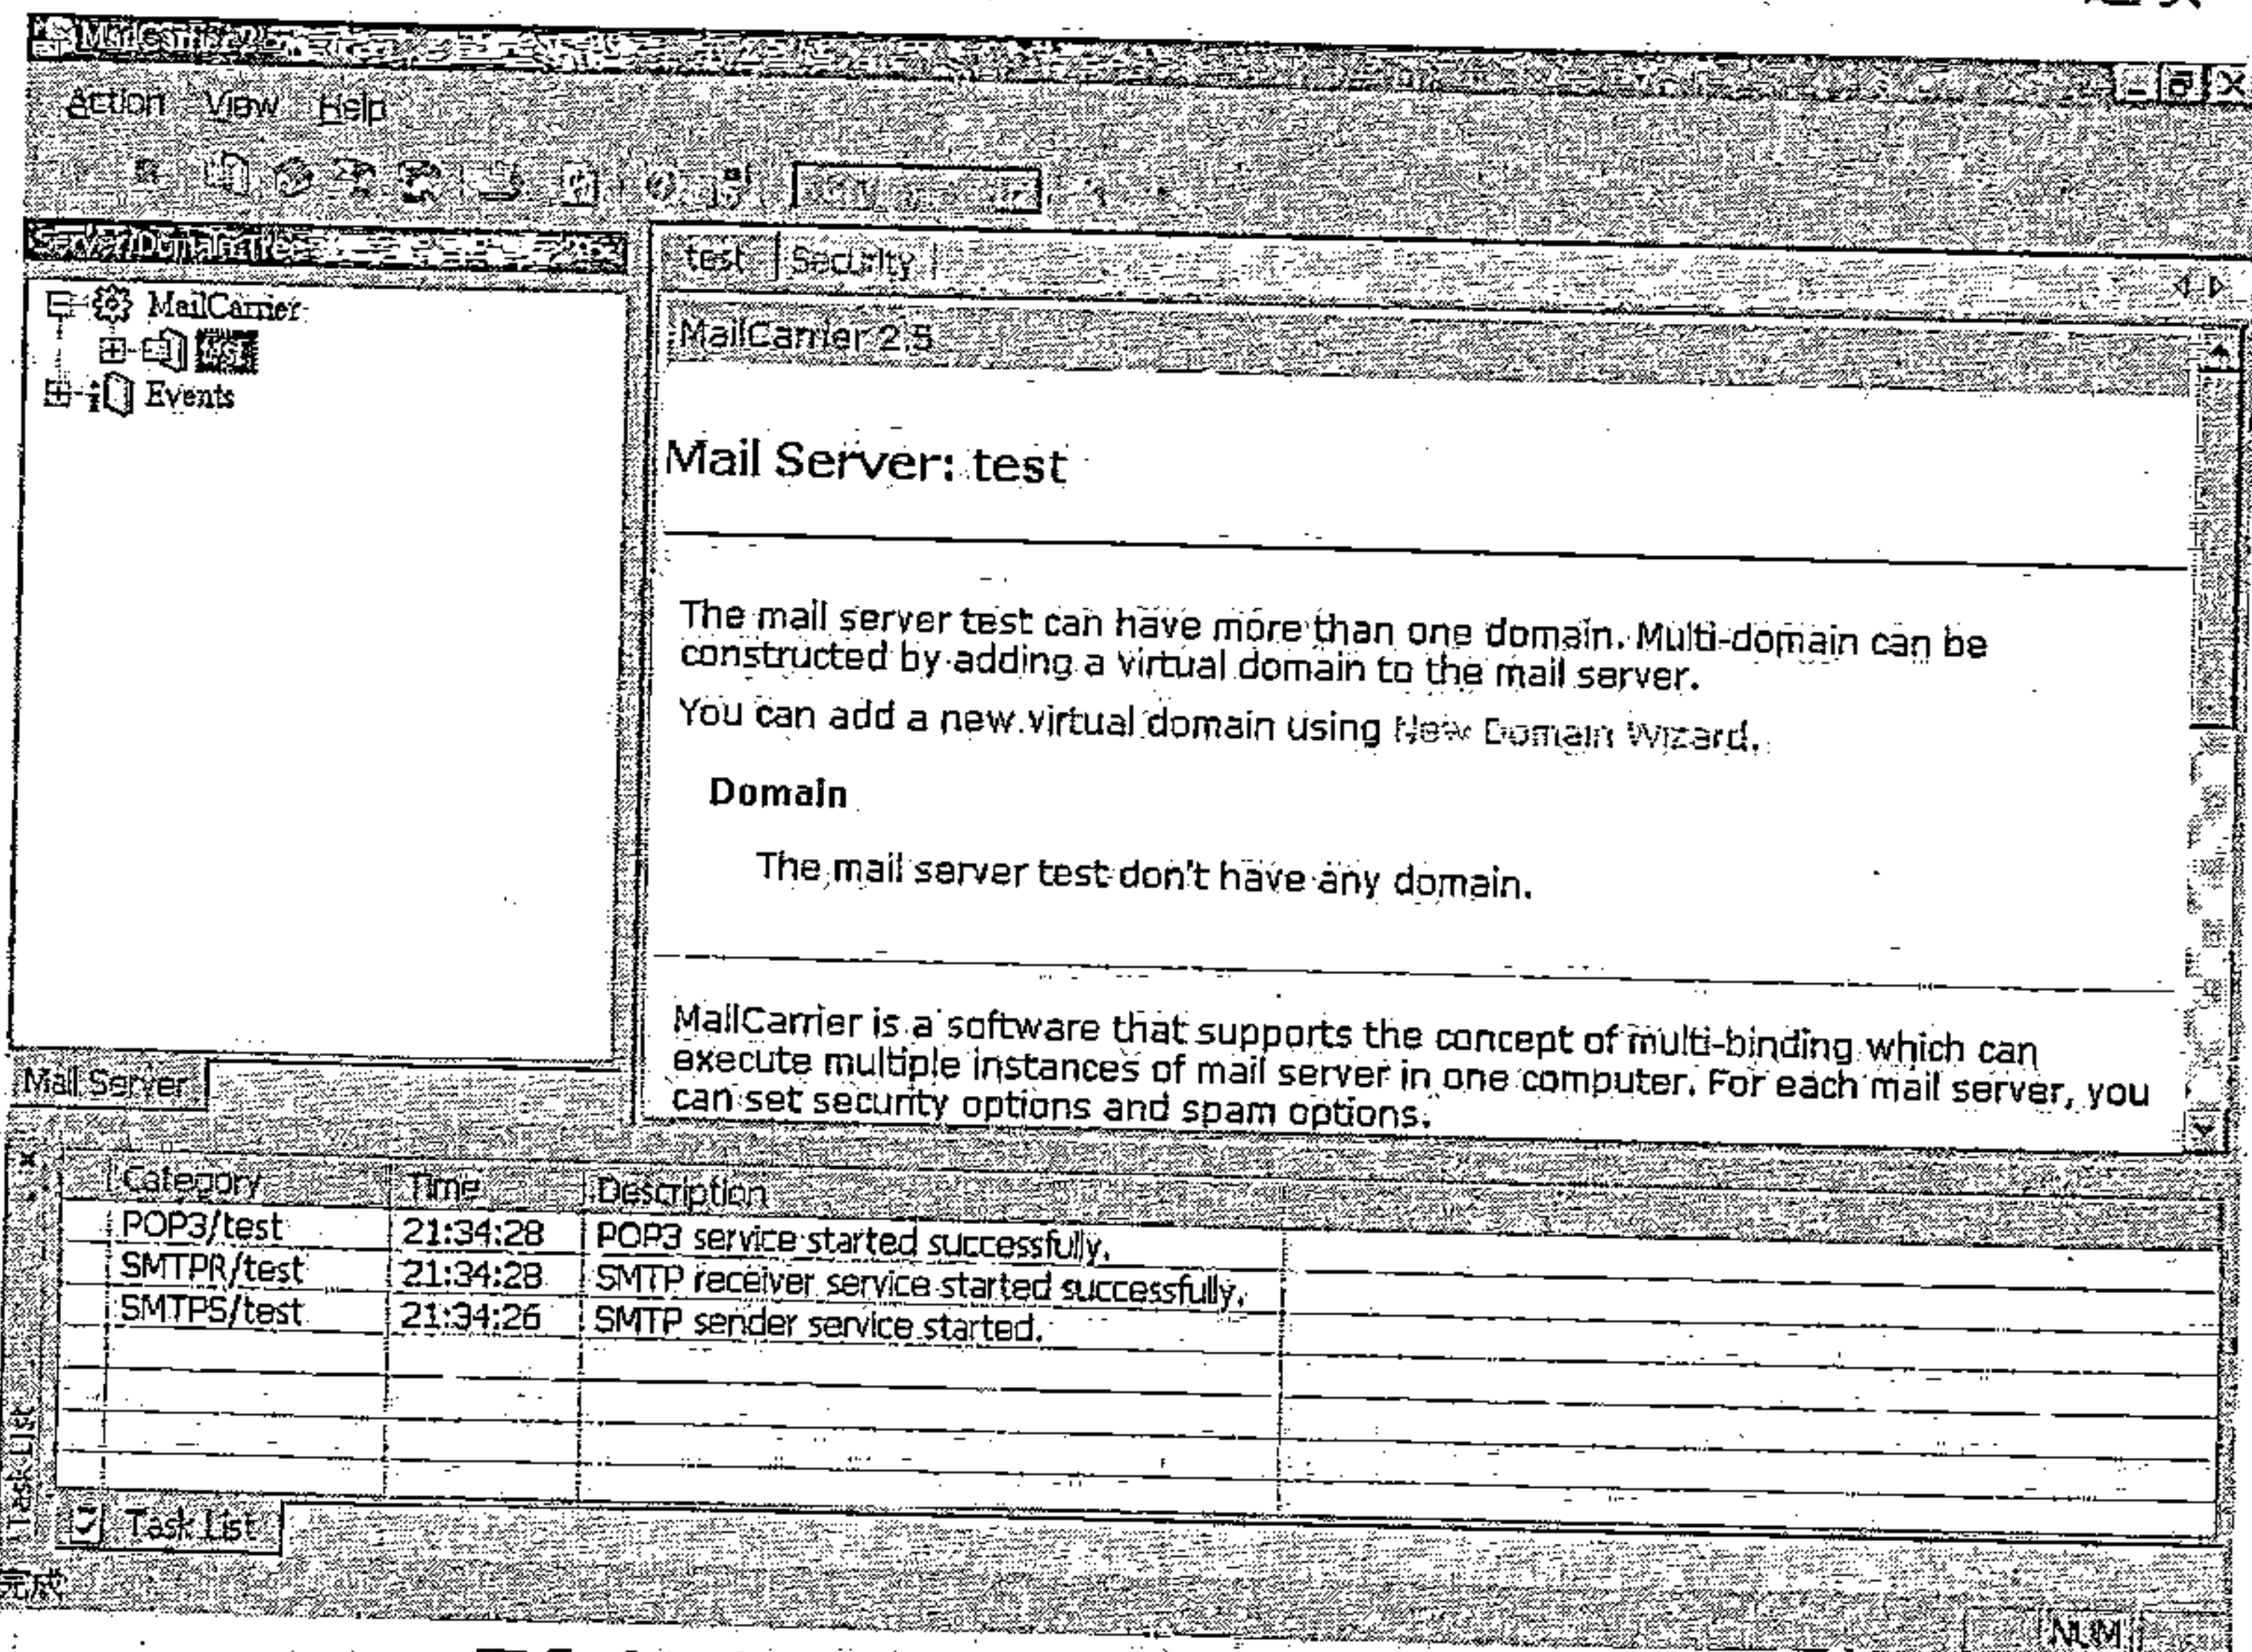 Action View Help
Server/Domain Tree
MailCarrier
test
Events
Mail Server
test Security
MailCarrier 2.5
Mail Server: test
The mail server test can have more than one domain. Multi-domain can be
constructed by adding a virtual domain to the mail server.
You can add a new virtual domain using New Domain Wizard.
Domain
The mail server test don't have any domain.
MailCarrier is a software that supports the concept of multi-binding which can
execute multiple instances of mail server in one computer. For each mail server, you
can set security options and spam options.
Category Time Description
POP3/test 21:34:28 POP3 service started successfully.
SMTPR/test 21:34:28 SMTP receiver service started successfully.
SMTPS/test 21:34:26 SMTP sender service started.
Task List
Task List
完成
NUM